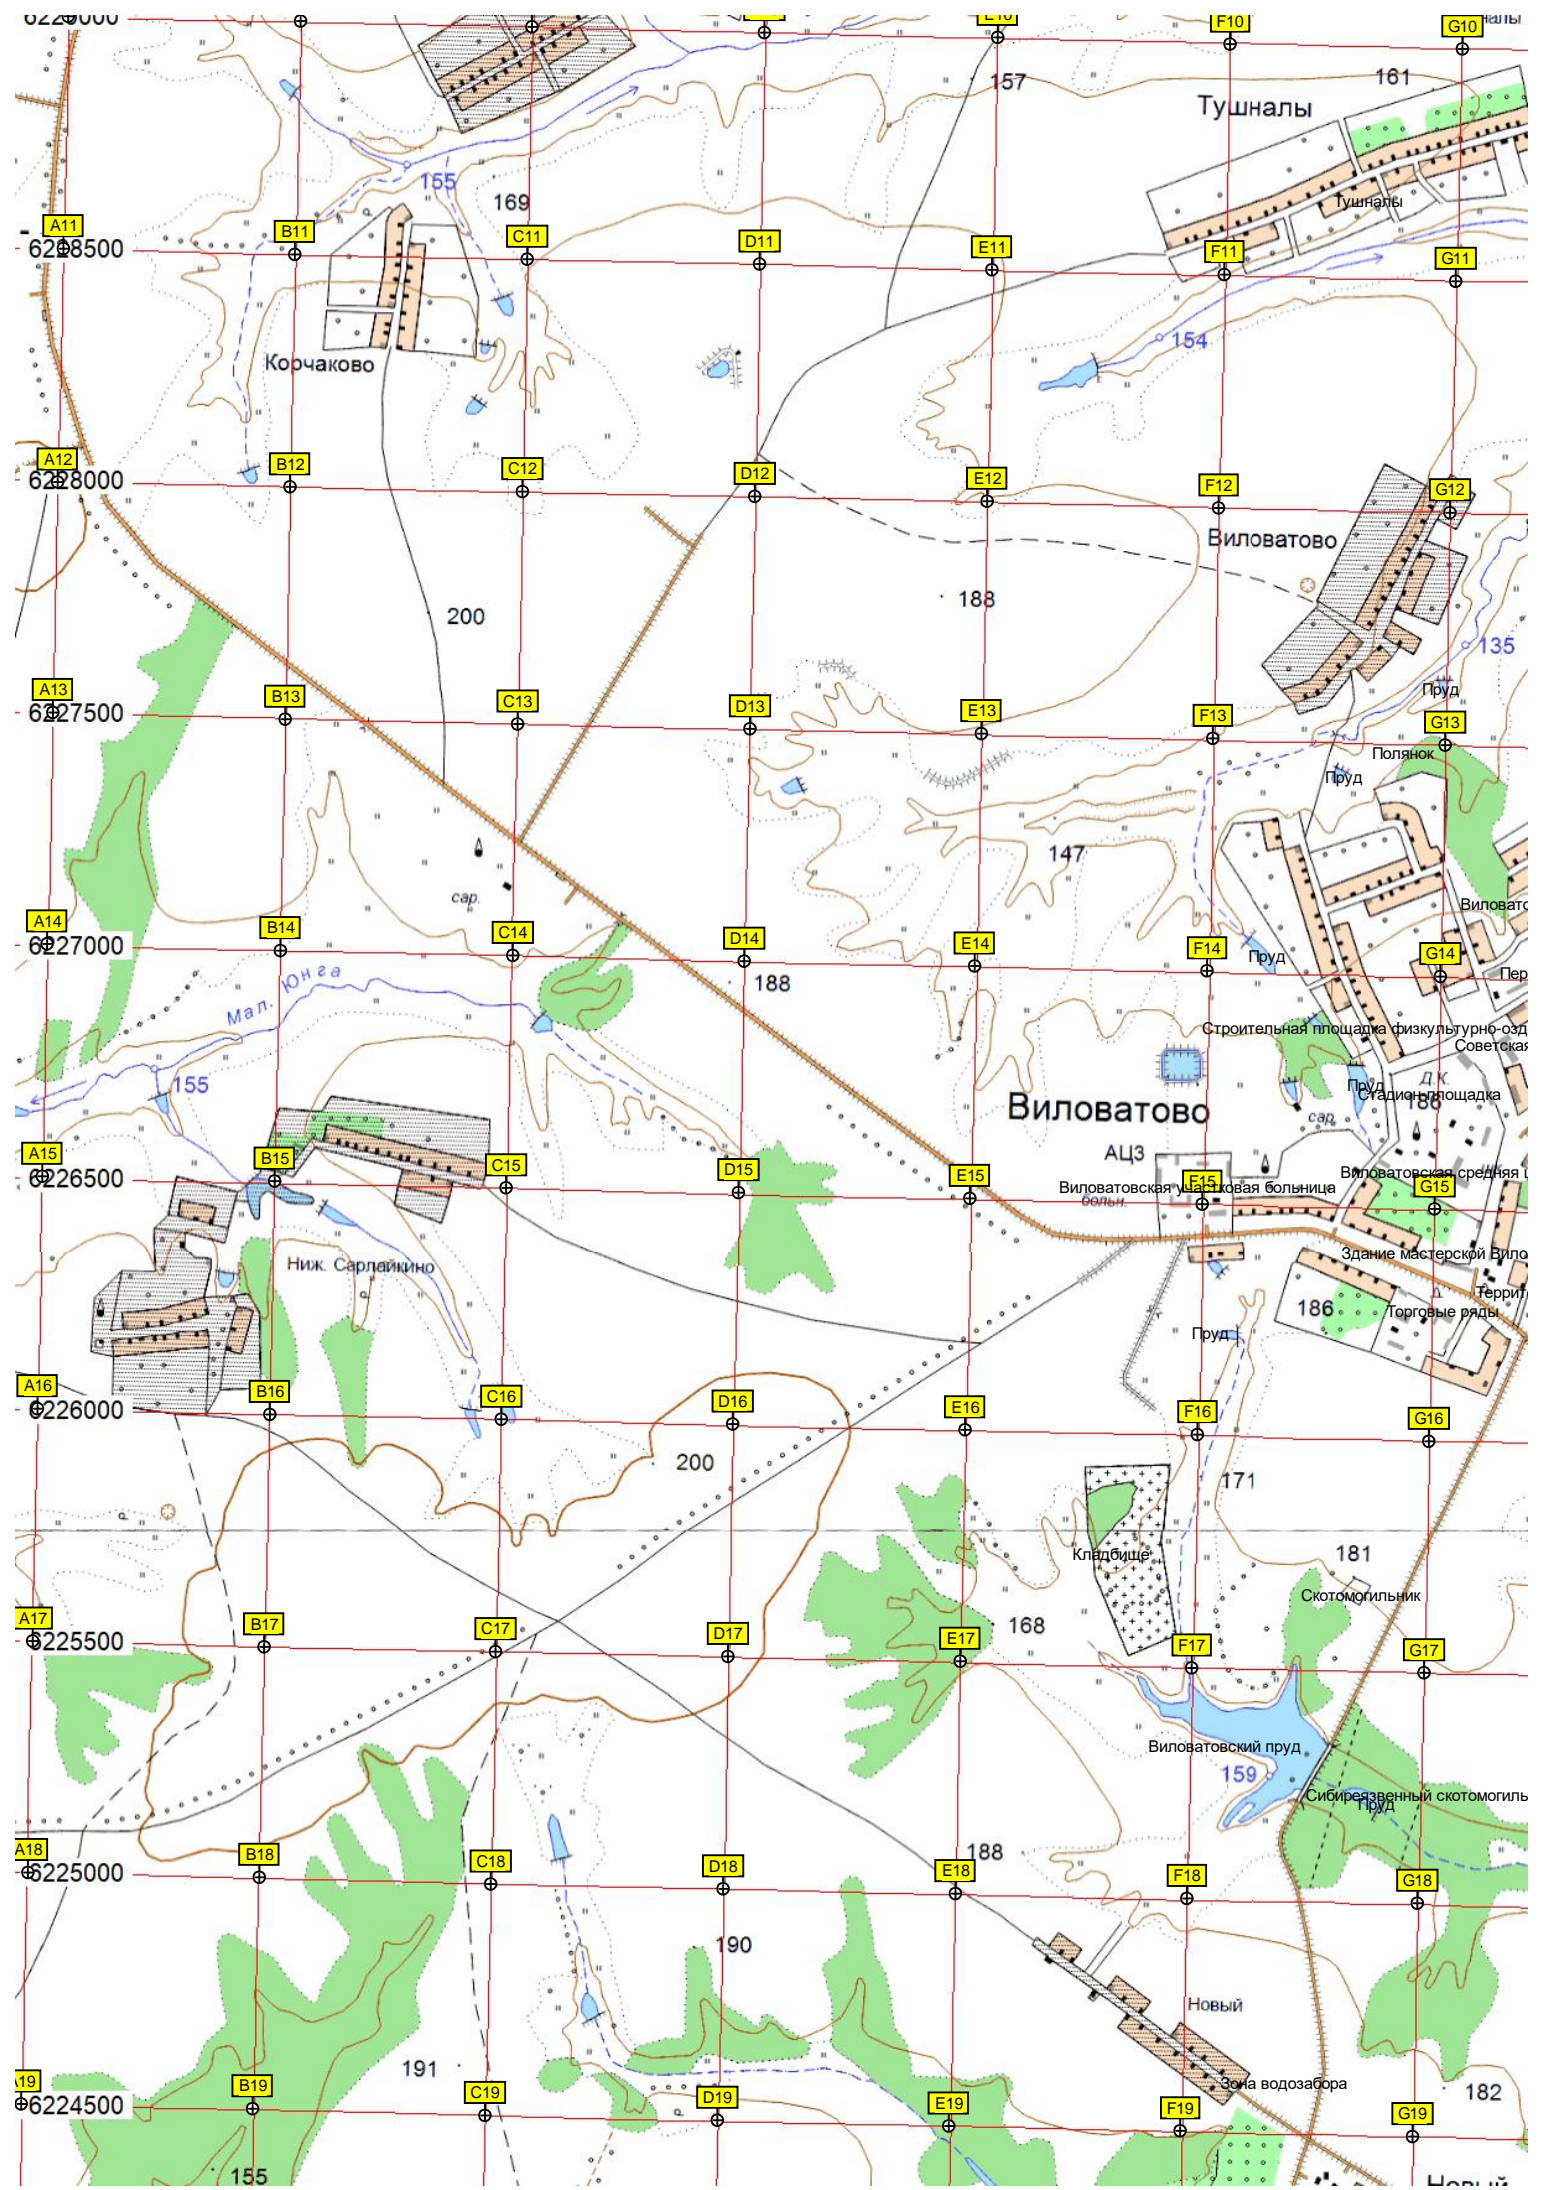 F10
G10
157
161
Тушналы
155
169
Тушналы
A11
B11
C11
D11
E11
F11
G11
6228500
154
Корчаково
A12
B12
C12
D12
E12
F12
G12
6228000
Виловатово
200
188
135
Пруд
A13
B13
C13
D13
E13
F13
G13
6227500
Полянок
Пруд
147
сар.
A14
B14
C14
D14
E14
F14
G14
6227000
Пруд
188
Мал. Юнга
Строительная площадка физкультурно-озд
Советская
155
Пруд
Д.К.
Стадион-площадка
186
Виловатово
сар.
АЦЗ
A15
B15
C15
D15
E15
F15
G15
6226500
Виловатовская средняя
Виловатовская участковая больница
больн.
Ниж. Сарлайкино
Здание мастерской Вило
Террит
186
Торговые ряды
Пруд
A16
B16
C16
D16
E16
F16
G16
6226000
200
171
Кладбище
181
Скотомогильник
A17
B17
C17
D17
E17
F17
G17
6225500
168
Виловатовский пруд
159
Сибиреязвенный скотомогиль
Пруд
188
A18
B18
C18
D18
E18
F18
G18
6225000
190
Новый
191
Зона водозабора
182
B19
C19
D19
E19
F19
G19
6224500
155
Новый